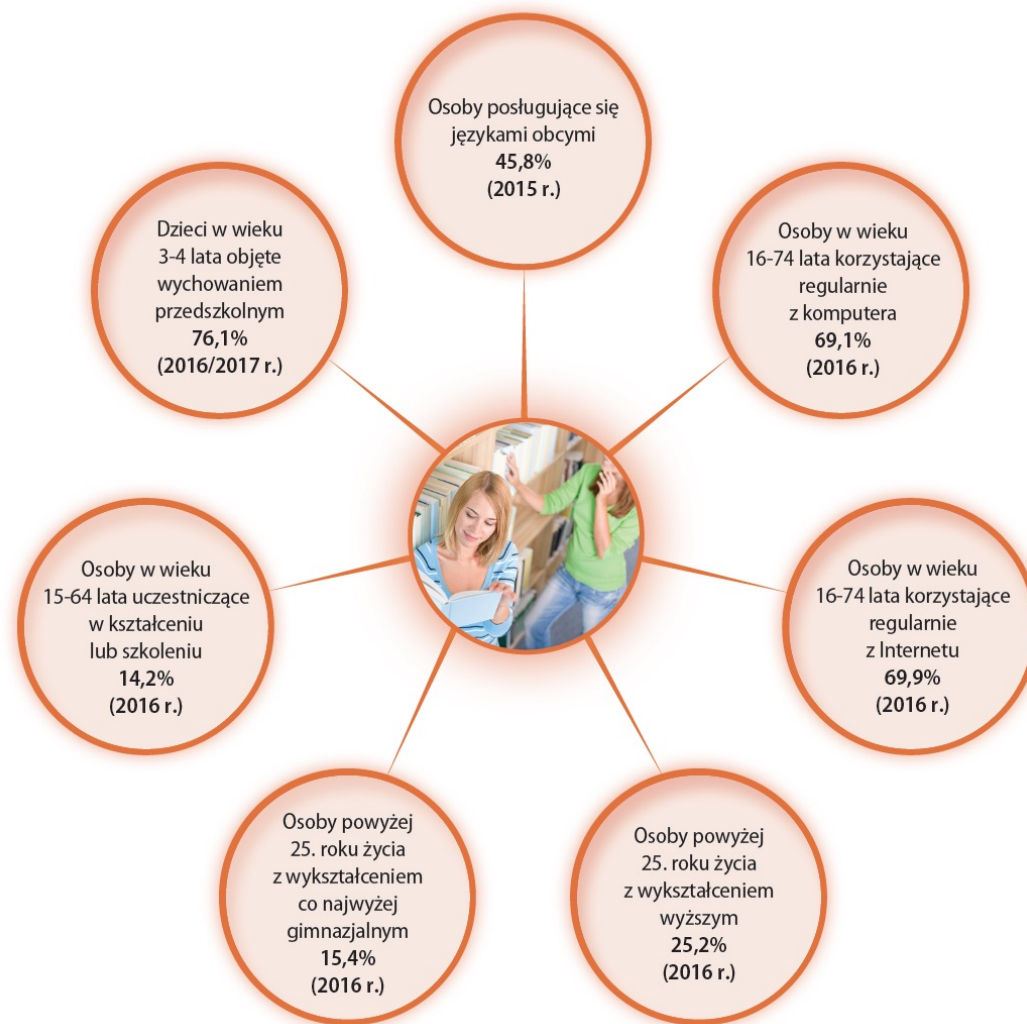 Osoby posługujące się
językami obcymi
45,8%
(2015 r.)
Dzieci w wieku
3-4 lata objęte
wychowaniem
przedszkolnym
76,1%
(2016/2017 r.)
Osoby w wieku
16-74 lata korzystające
regularnie
z komputera
69,1%
(2016 r.)
Osoby w wieku
15-64 lata uczestniczące
w kształceniu
lub szkoleniu
14,2%
(2016 r.)
Osoby w wieku
16-74 lata korzystające
regularnie
z Internetu
69,9%
(2016 r.)
Osoby powyżej
25. roku życia
z wykształceniem
co najwyżej
gimnazjalnym
15,4%
(2016 r.)
Osoby powyżej
25. roku życia
z wykształceniem
wyższym
25,2%
(2016 r.)